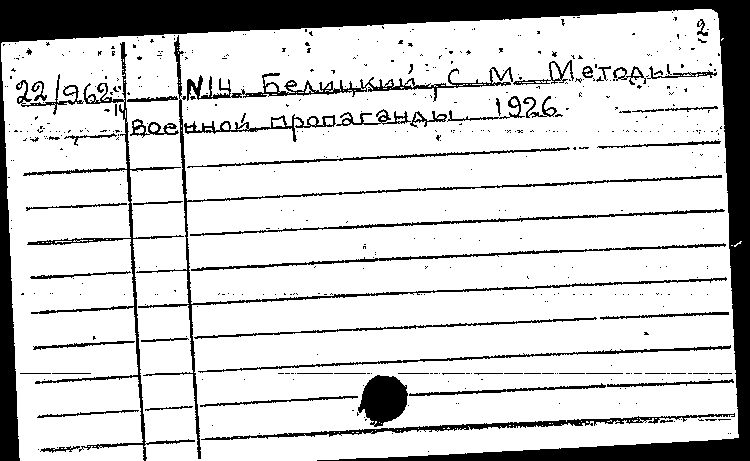 2
22/962 N14. Белицкий, С. М. Методы
-14 военной пропаганды. 1926.